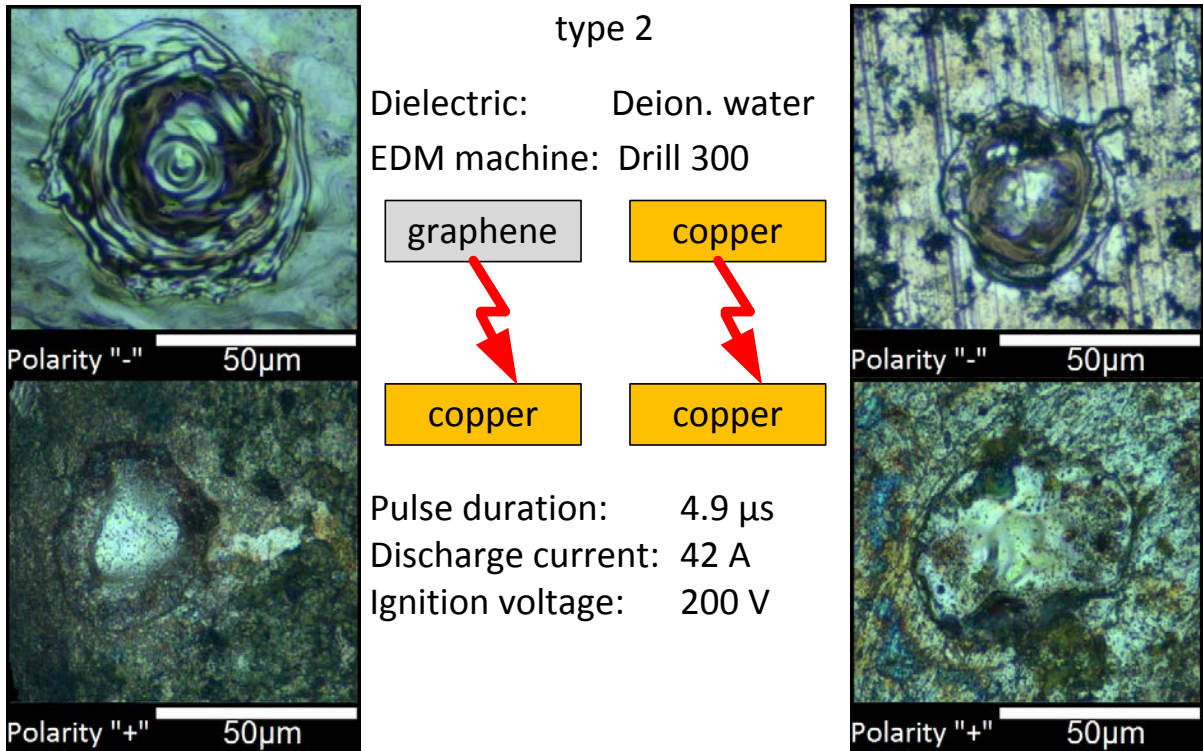 type 2
Dielectric: Deion. water
EDM machine: Drill 300
graphene copper
copper copper
Pulse duration: 4.9 µs
Discharge current: 42 A
Ignition voltage: 200 V
Polarity "-" 50µm
Polarity "+" 50µm
Polarity "-" 50µm
Polarity "+" 50µm